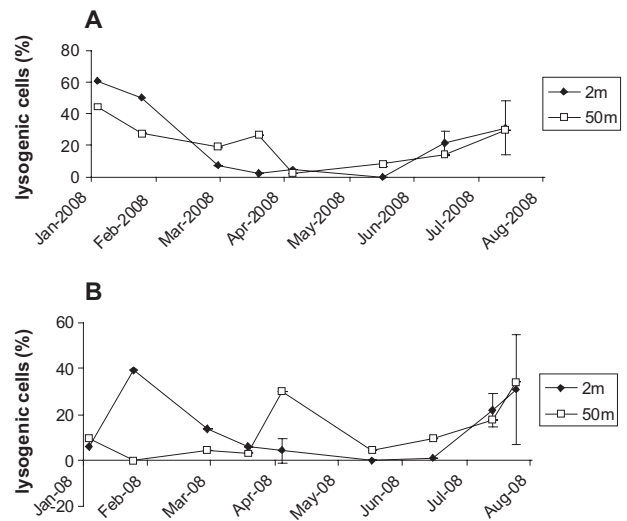 A
lysogenic cells (%)
80
60
40
20
0
Jan-2008
Feb-2008
Mar-2008
Apr-2008
May-2008
Jun-2008
Jul-2008
Aug-2008
2m
50m
B
lysogenic cells (%)
60
40
20
0
-20
Jan-08
Feb-08
Mar-08
Apr-08
May-08
Jun-08
Jul-08
Aug-08
2m
50m